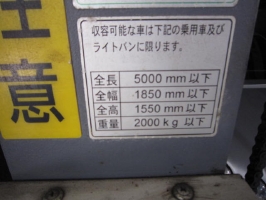 注意
収容可能な車は下記の乗用車及び
ライトバンに限ります。
全長 5000 mm 以下
全幅 1850 mm 以下
全高 1550 mm 以下
重量 2000 kg 以下